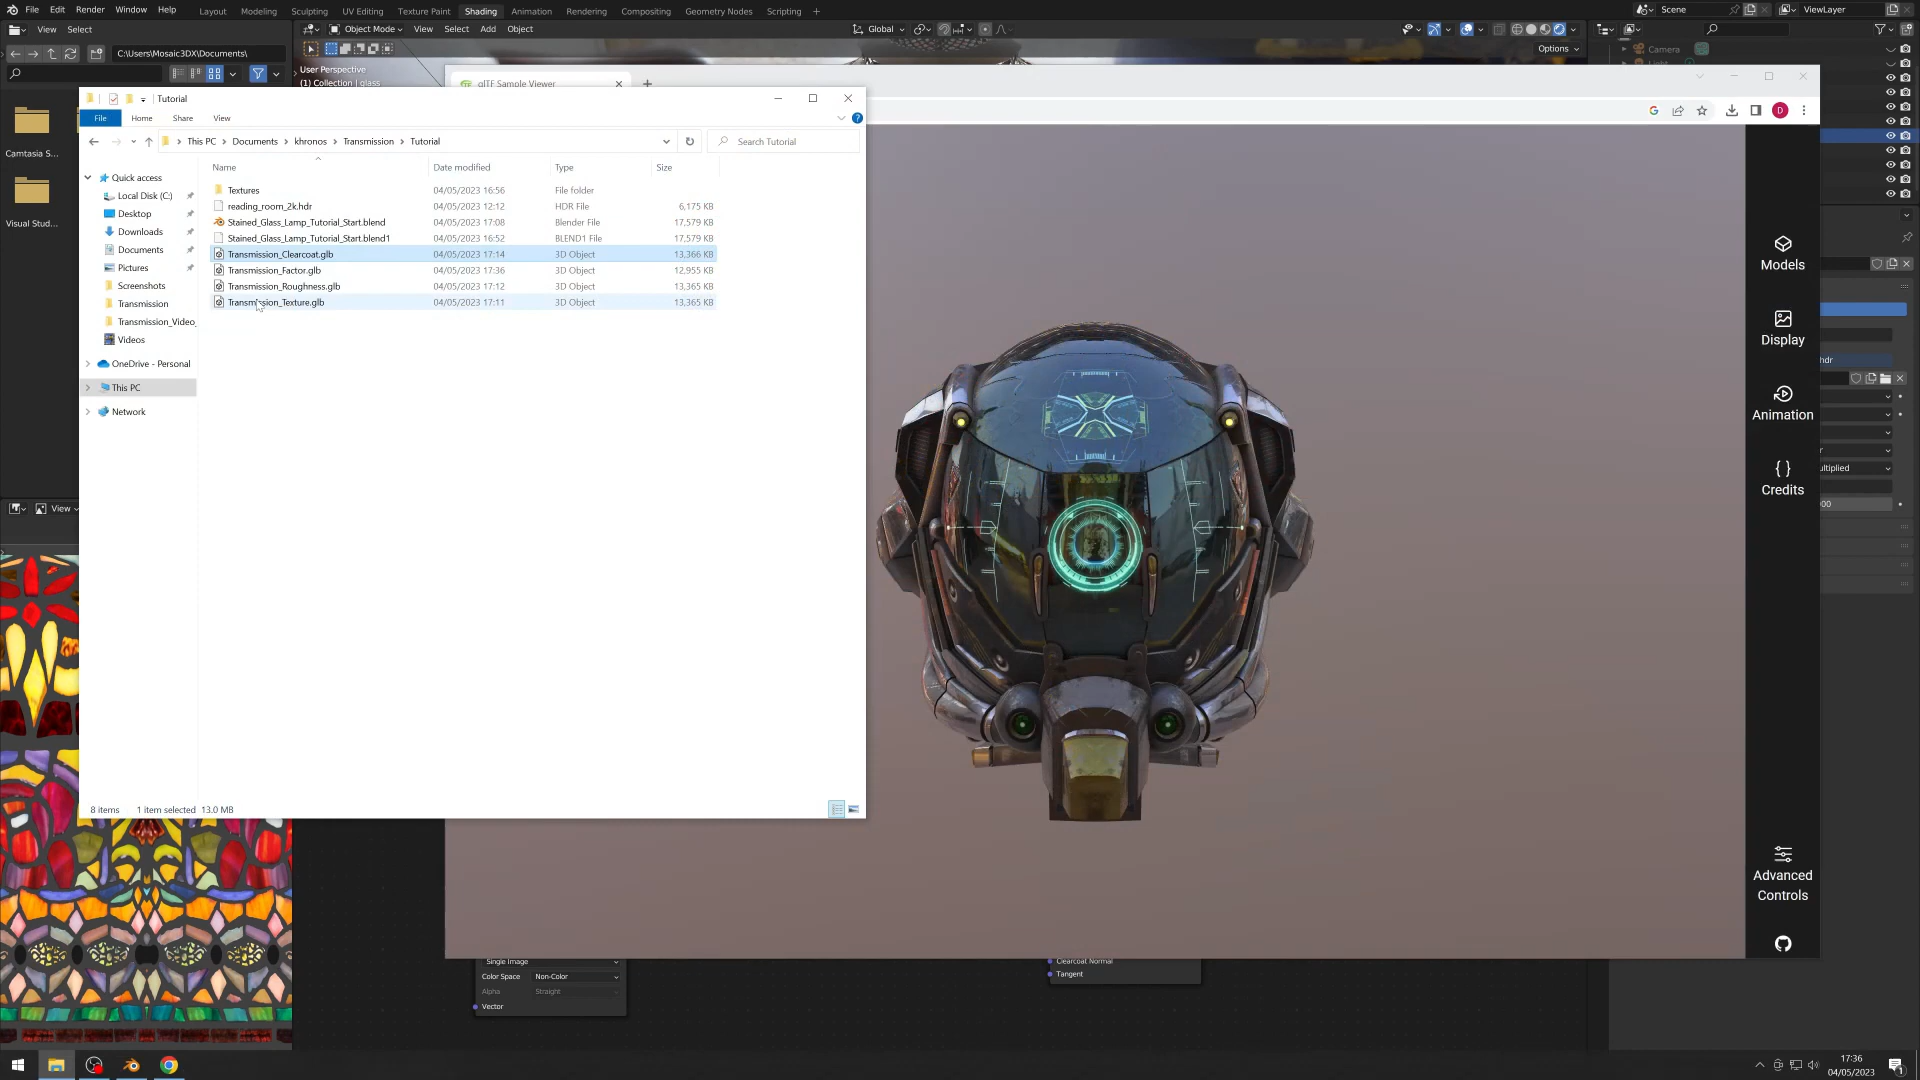 File Edit Render Window Help Layout Modeling Sculpting UV Editing Texture Paint Shading Animation Rendering Compositing Geometry Nodes Scripting + Scene ViewLayer
View Select Object Mode View Select Add Object Global
C:\Users\Mosaic3DX\Documents\ Options
User Perspective
(1) Collection | glass
Camera
glTF Sample Viewer
Tutorial
File Home Share View
This PC > Documents > khronos > Transmission > Tutorial Search Tutorial
Name Date modified Type Size
Textures 04/05/2023 16:56 File folder
reading_room_2k.hdr 04/05/2023 12:12 HDR File 6,175 KB
Stained_Glass_Lamp_Tutorial_Start.blend 04/05/2023 17:08 Blender File 17,579 KB
Stained_Glass_Lamp_Tutorial_Start.blend1 04/05/2023 16:52 BLEND1 File 17,579 KB
Transmission_Clearcoat.glb 04/05/2023 17:14 3D Object 13,366 KB
Transmission_Factor.glb 04/05/2023 17:36 3D Object 12,955 KB
Transmission_Roughness.glb 04/05/2023 17:12 3D Object 13,365 KB
Transmission_Texture.glb 04/05/2023 17:11 3D Object 13,365 KB
Quick access
Local Disk (C:)
Desktop
Downloads
Documents
Pictures
Screenshots
Transmission
Transmission_Video_
Videos
OneDrive - Personal
This PC
Network
8 items 1 item selected 13.0 MB
Camtasia S...
Visual Stud...
View
D
Models
Display
Animation
Credits
Advanced
Controls
hdr
ultiplied
00
Single Image
Color Space Non-Color
Alpha Straight
Vector
Clearcoat Normal
Tangent
17:36
04/05/2023